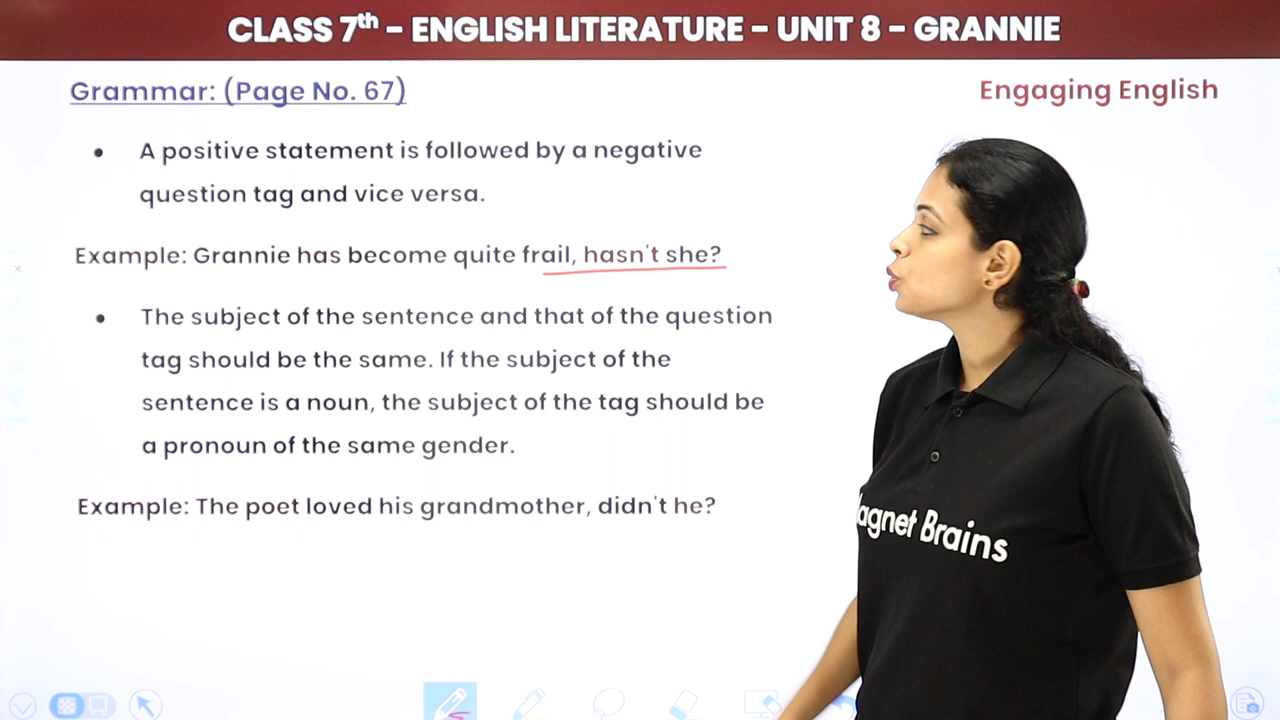 CLASS 7th - ENGLISH LITERATURE - UNIT 8 - GRANNIE
Grammar: (Page No. 67)
Engaging English
• A positive statement is followed by a negative
question tag and vice versa.
Example: Grannie has become quite frail, hasn't she?
• The subject of the sentence and that of the question
tag should be the same. If the subject of the
sentence is a noun, the subject of the tag should be
a pronoun of the same gender.
Example: The poet loved his grandmother, didn't he?
agnet Brains